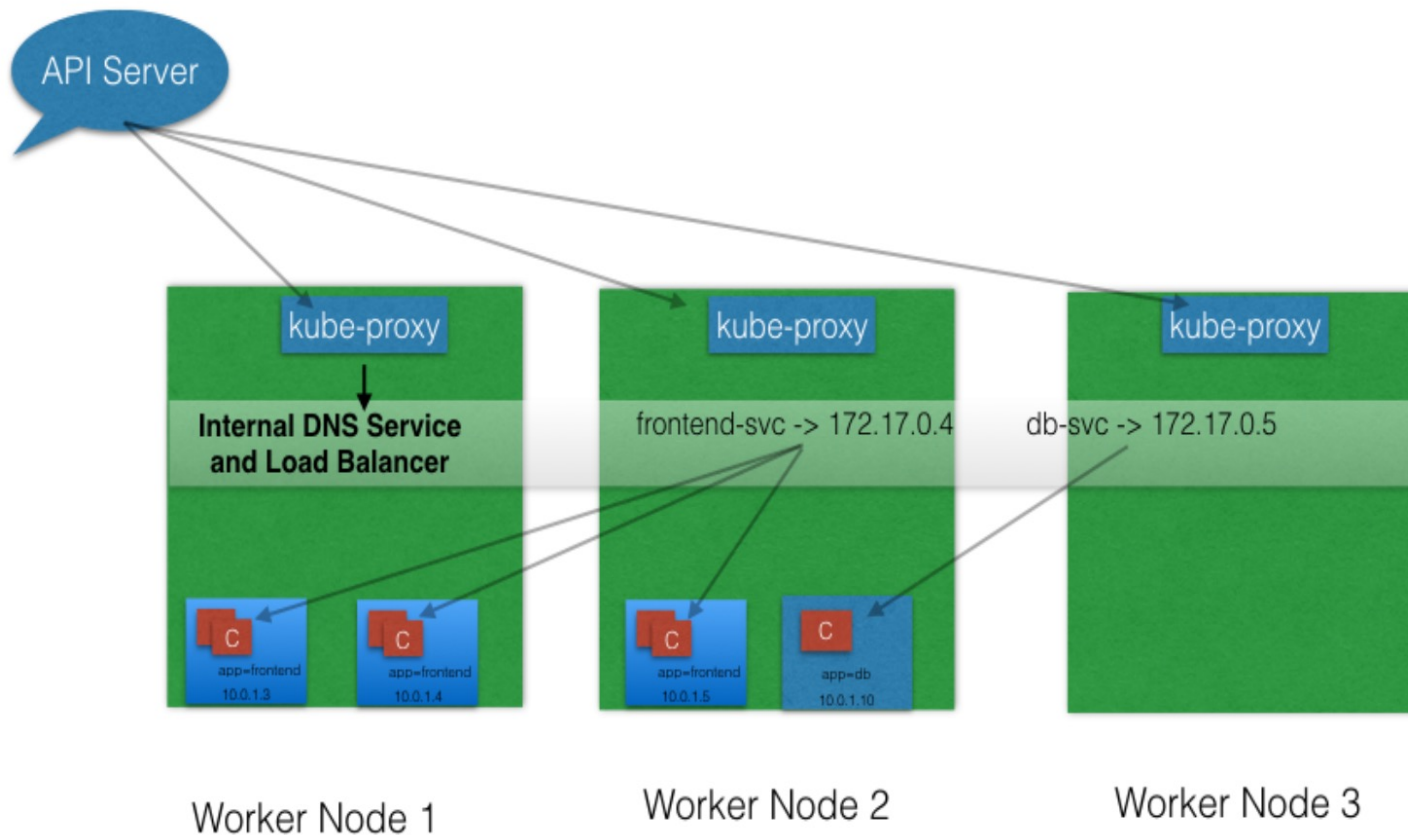 API Server
kube-proxy
kube-proxy
kube-proxy
Internal DNS Service
and Load Balancer
frontend-svc -> 172.17.0.4
db-svc -> 172.17.0.5
C
app=frontend
10.0.1.3
C
app=frontend
10.0.1.4
C
app=frontend
10.0.1.5
C
app=db
10.0.1.10
Worker Node 1
Worker Node 2
Worker Node 3